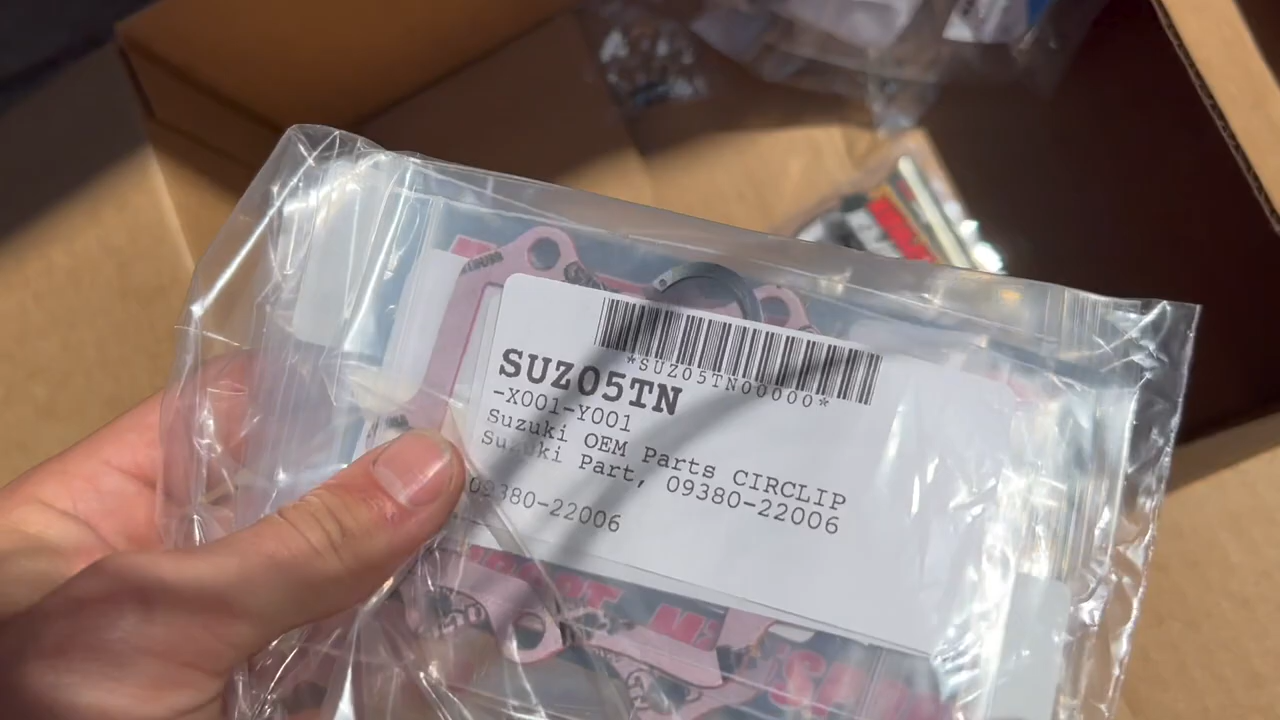 *SUZ05TN00000*
SUZ05TN
-X001-Y001
Suzuki OEM Parts CIRCLIP
Suzuki Part, 09380-22006
09380-22006